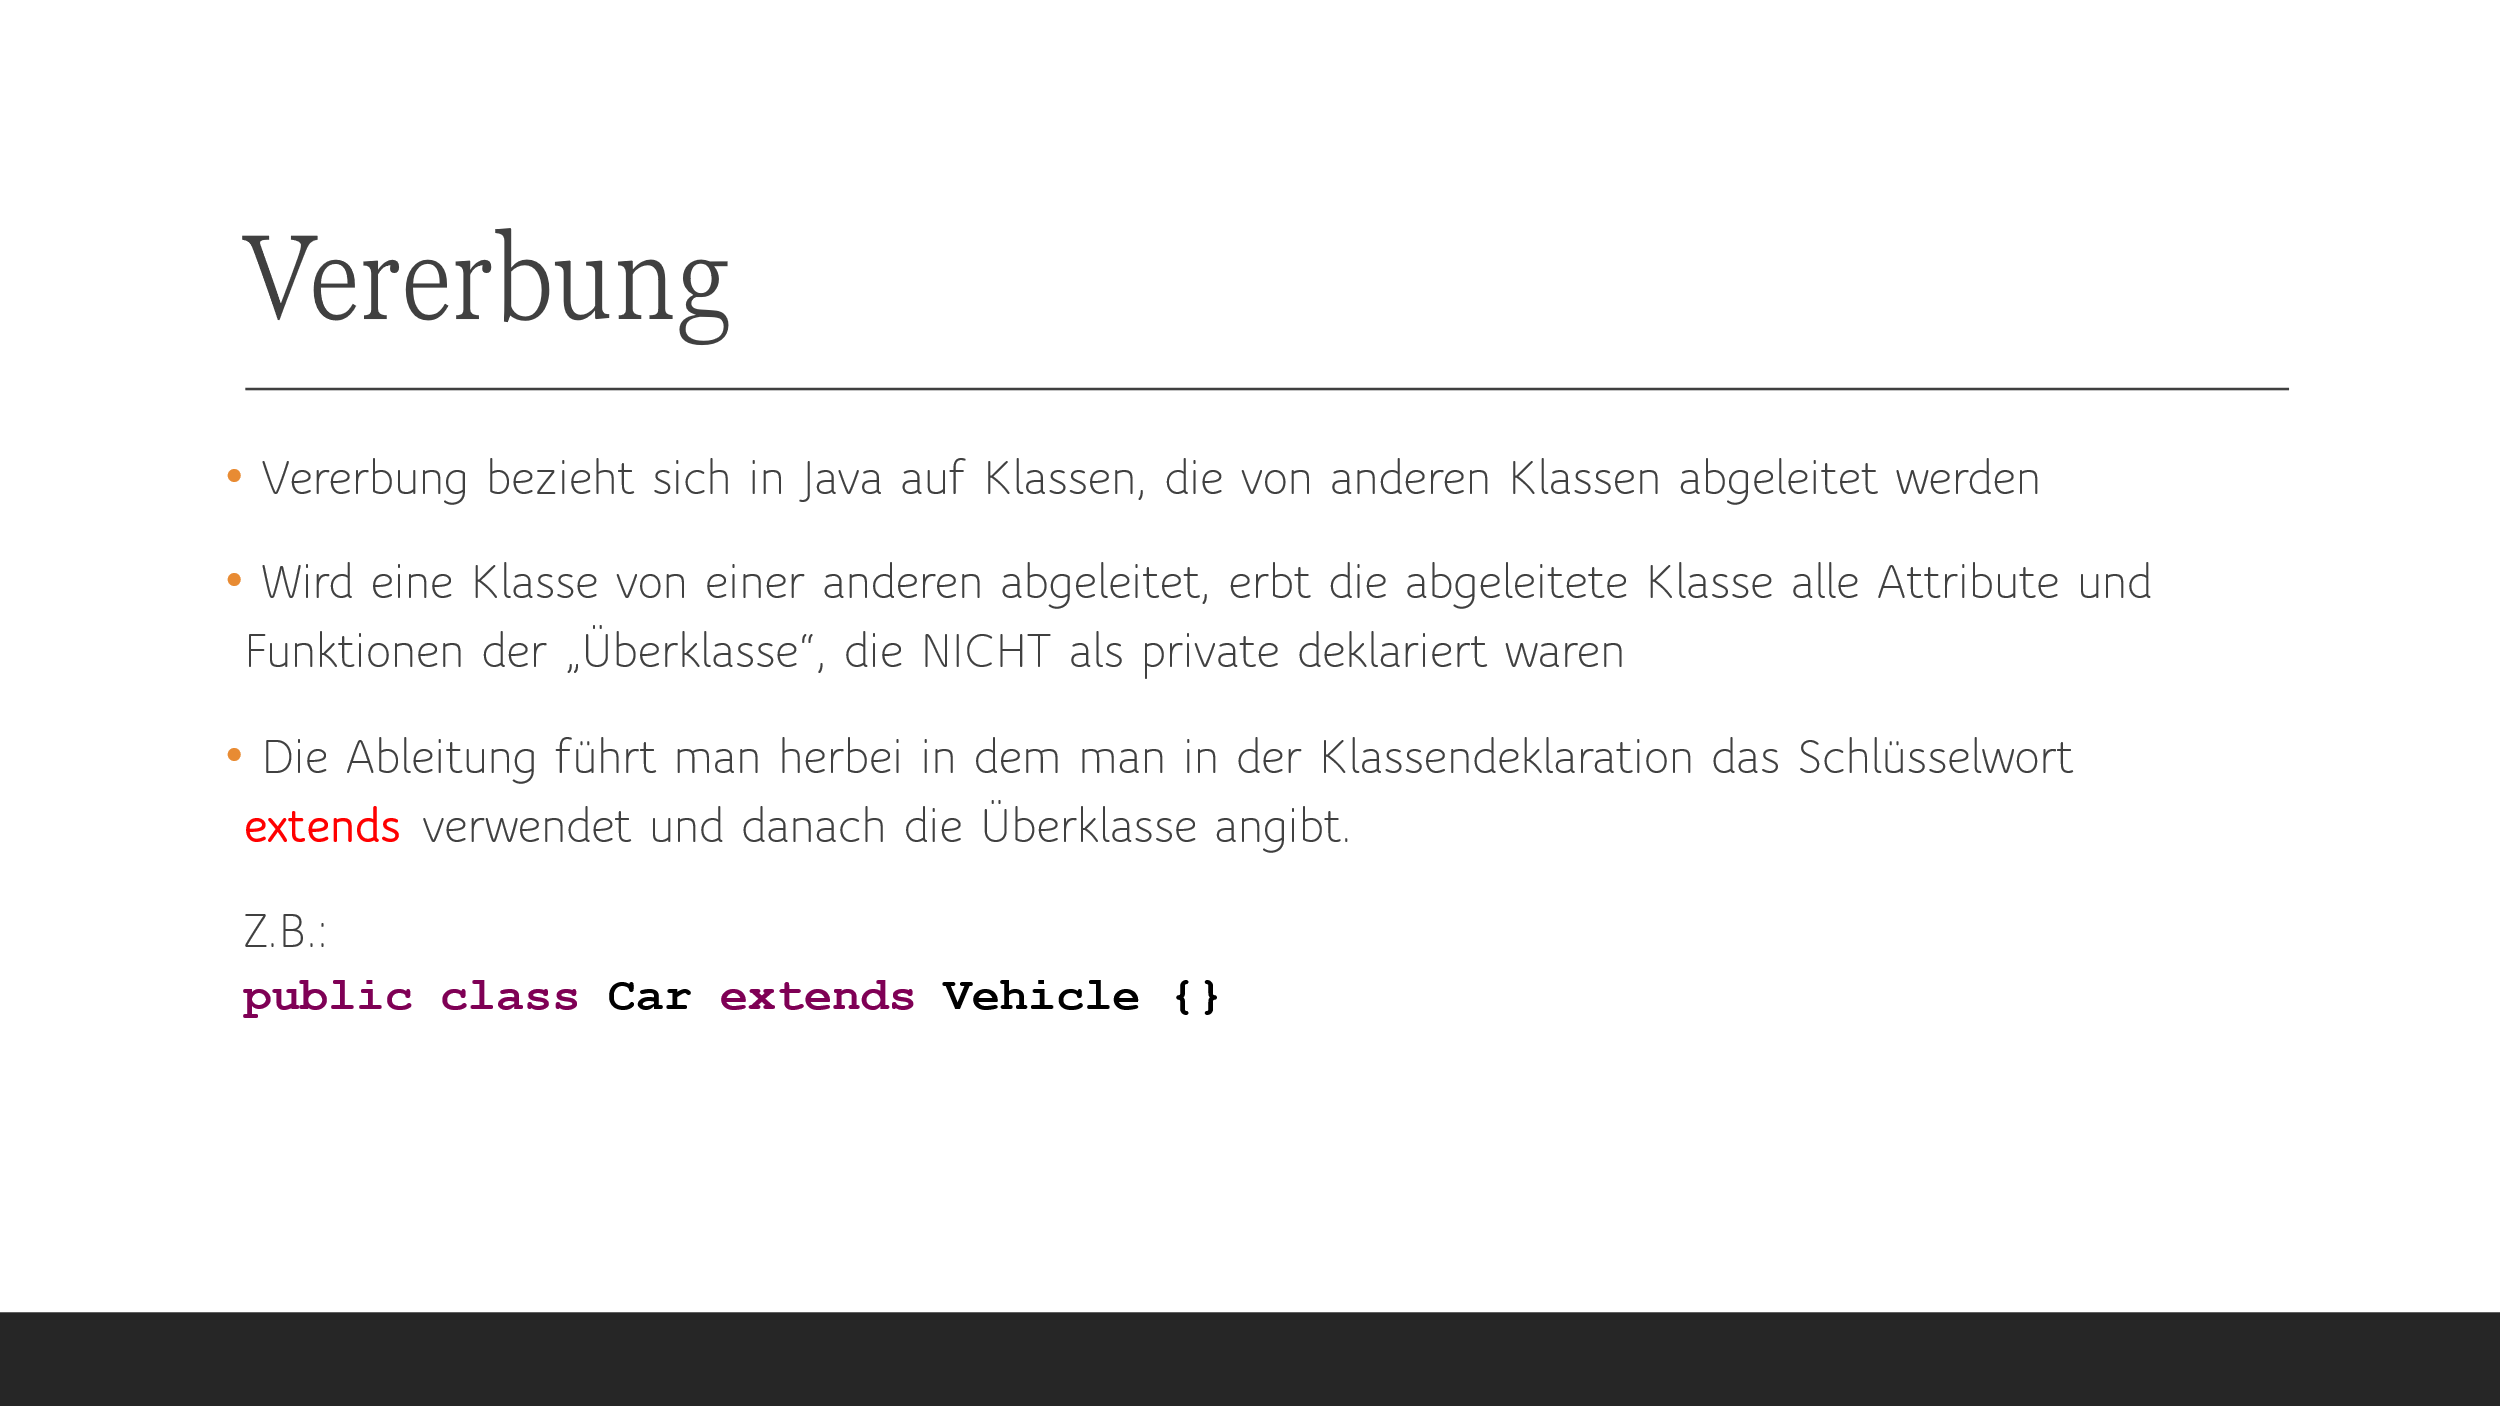 Vererbung
• Vererbung bezieht sich in Java auf Klassen, die von anderen Klassen abgeleitet werden
• Wird eine Klasse von einer anderen abgeleitet, erbt die abgeleitete Klasse alle Attribute und
Funktionen der „Überklasse“, die NICHT als private deklariert waren
• Die Ableitung führt man herbei in dem man in der Klassendeklaration das Schlüsselwort
extends verwendet und danach die Überklasse angibt.
Z.B.:
public class Car extends Vehicle {}